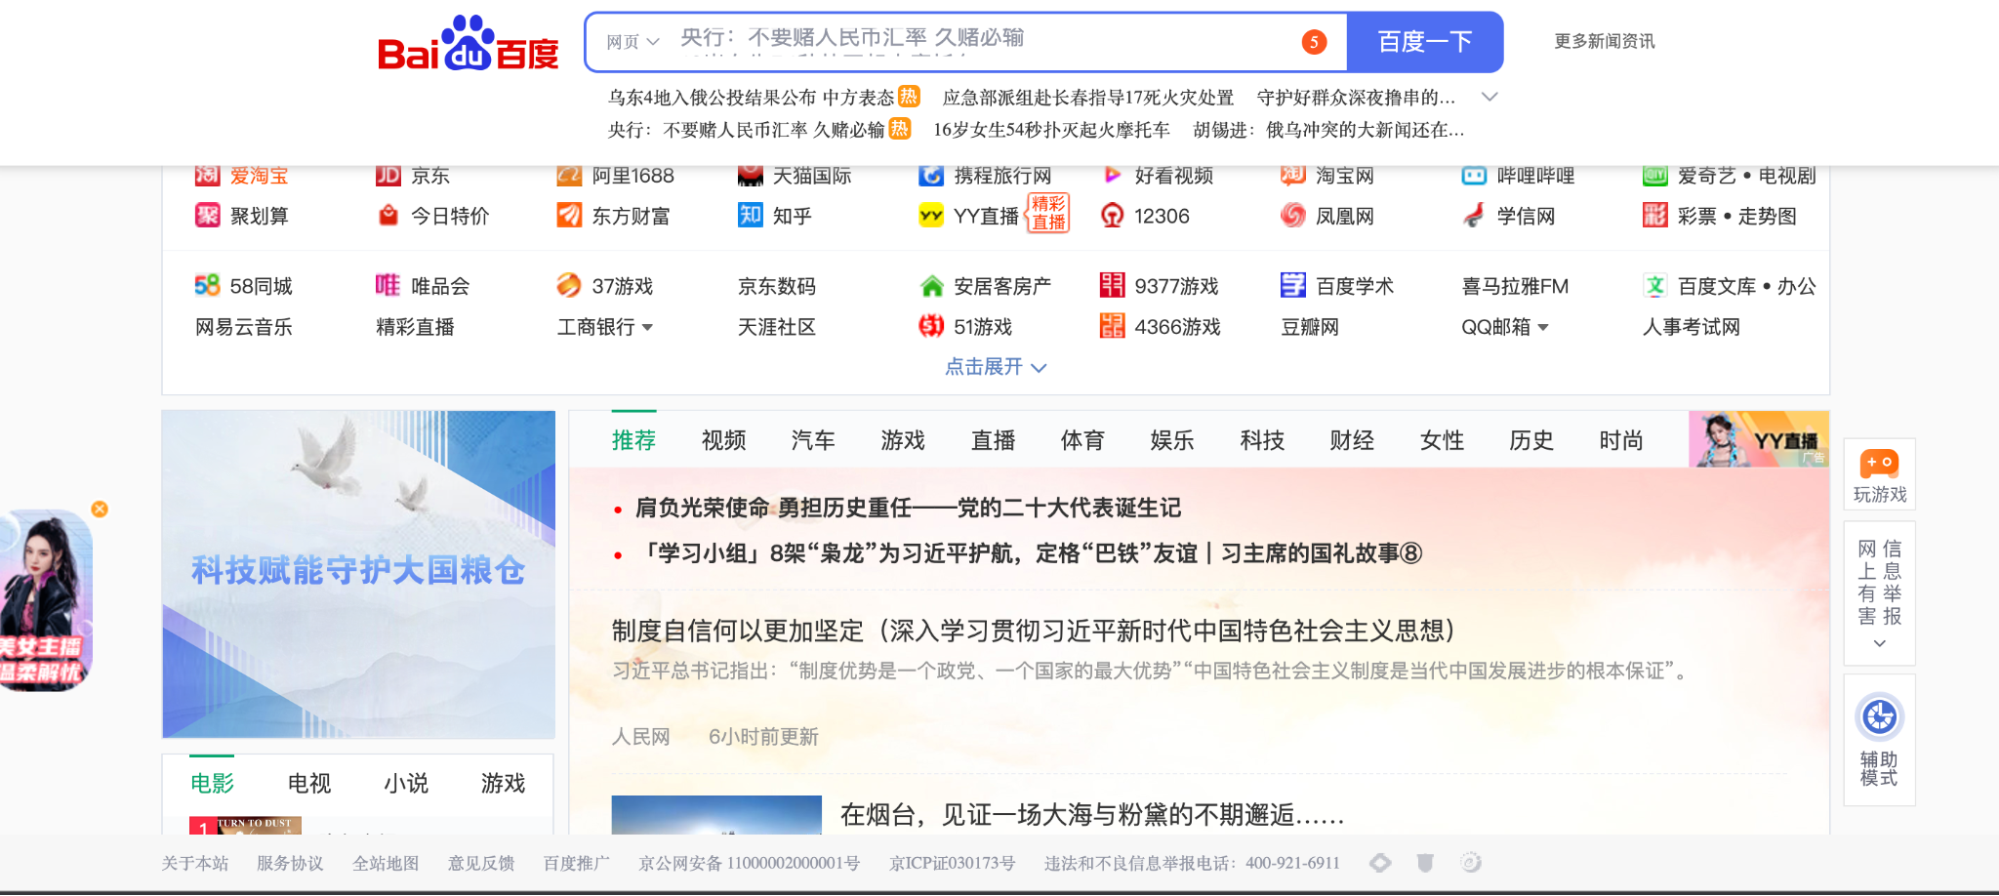 Bai du 百度
网页 央行：不要赌人民币汇率 久赌必输 5 百度一下 更多新闻资讯
乌东4地入俄公投结果公布 中方表态 热 应急部派组赴长春指导17死火灾处置 守护好群众深夜撸串的...
央行：不要赌人民币汇率 久赌必输 热 16岁女生54秒扑灭起火摩托车 胡锡进：俄乌冲突的大新闻还在...
淘 爱淘宝 JD 京东 阿里1688 天猫国际 携程旅行网 好看视频 淘 淘宝网 哔哩哔哩 爱奇艺 • 电视剧
聚 聚划算 今日特价 东方财富 知 知乎 YY YY直播 精彩直播 12306 凤凰网 学信网 彩 彩票 • 走势图
58 58同城 唯 唯品会 37游戏 京东数码 安居客房产 9377游戏 学 百度学术 喜马拉雅FM 文 百度文库 • 办公
网易云音乐 精彩直播 工商银行 天涯社区 51 51游戏 4366游戏 豆瓣网 QQ邮箱 人事考试网
点击展开
科技赋能守护大国粮仓
美女主播
温柔解忧
电影 电视 小说 游戏
1 TURN TO DUST
推荐 视频 汽车 游戏 直播 体育 娱乐 科技 财经 女性 历史 时尚 YY直播 广告
• 肩负光荣使命 勇担历史重任——党的二十大代表诞生记
• 「学习小组」8架“枭龙”为习近平护航，定格“巴铁”友谊｜习主席的国礼故事⑧
制度自信何以更加坚定（深入学习贯彻习近平新时代中国特色社会主义思想）
习近平总书记指出：“制度优势是一个政党、一个国家的最大优势”“中国特色社会主义制度是当代中国发展进步的根本保证”。
人民网 6小时前更新
在烟台，见证一场大海与粉黛的不期邂逅……
玩游戏
网上有害
信息举报
辅助
模式
关于本站 服务协议 全站地图 意见反馈 百度推广 京公网安备 11000002000001号 京ICP证030173号 违法和不良信息举报电话：400-921-6911